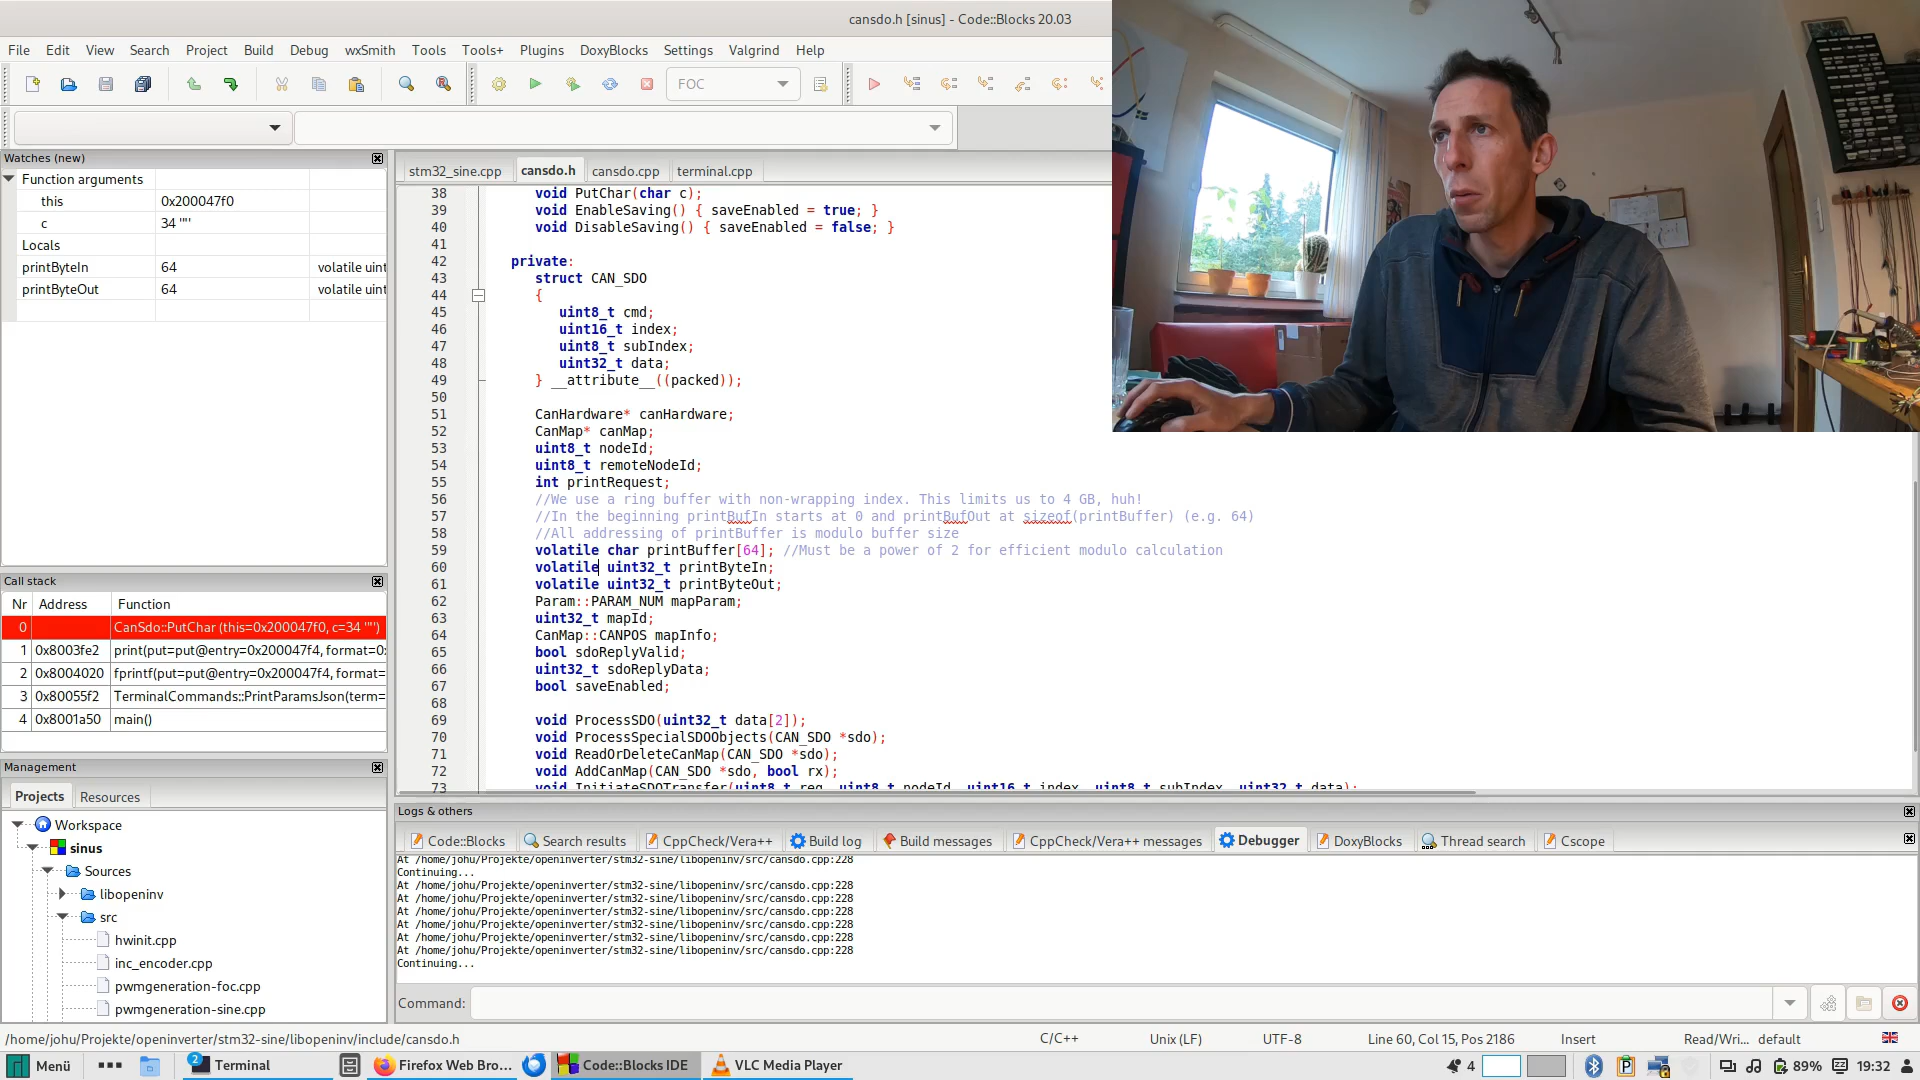 cansdo.h [sinus] - Code::Blocks 20.03
File Edit View Search Project Build Debug wxSmith Tools Tools+ Plugins DoxyBlocks Settings Valgrind Help
FOC
Watches (new)
Function arguments
this 0x200047f0
c 34 '"'
Locals
printByteIn 64 volatile uint
printByteOut 64 volatile uint
stm32_sine.cpp cansdo.h cansdo.cpp terminal.cpp
38 void PutChar(char c);
39 void EnableSaving() { saveEnabled = true; }
40 void DisableSaving() { saveEnabled = false; }
41
42 private:
43 struct CAN_SDO
44 {
45 uint8_t cmd;
46 uint16_t index;
47 uint8_t subIndex;
48 uint32_t data;
49 } __attribute__((packed));
50
51 CanHardware* canHardware;
52 CanMap* canMap;
53 uint8_t nodeId;
54 uint8_t remoteNodeId;
55 int printRequest;
56 //We use a ring buffer with non-wrapping index. This limits us to 4 GB, huh!
57 //In the beginning printBufIn starts at 0 and printBufOut at sizeof(printBuffer) (e.g. 64)
58 //All addressing of printBuffer is modulo buffer size
59 volatile char printBuffer[64]; //Must be a power of 2 for efficient modulo calculation
60 volatile uint32_t printByteIn;
61 volatile uint32_t printByteOut;
62 Param::PARAM_NUM mapParam;
63 uint32_t mapId;
64 CanMap::CANPOS mapInfo;
65 bool sdoReplyValid;
66 uint32_t sdoReplyData;
67 bool saveEnabled;
68
69 void ProcessSDO(uint32_t data[2]);
70 void ProcessSpecialSDOObjects(CAN_SDO *sdo);
71 void ReadOrDeleteCanMap(CAN_SDO *sdo);
72 void AddCanMap(CAN_SDO *sdo, bool rx);
73 void InitiateSDOTransfer(uint8_t req, uint8_t nodeId, uint16_t index, uint8_t subIndex, uint32_t data);
Call stack
Nr Address Function
0 CanSdo::PutChar (this=0x200047f0, c=34 '"')
1 0x8003fe2 print(put=put@entry=0x200047f4, format=0x
2 0x8004020 fprintf(put=put@entry=0x200047f4, format=
3 0x80055f2 TerminalCommands::PrintParamsJson(term=
4 0x8001a50 main()
Management
Projects Resources
Workspace
sinus
Sources
libopeninv
src
hwinit.cpp
inc_encoder.cpp
pwmgeneration-foc.cpp
pwmgeneration-sine.cpp
Logs & others
Code::Blocks Search results CppCheck/Vera++ Build log Build messages CppCheck/Vera++ messages Debugger DoxyBlocks Thread search Cscope
At /home/johu/Projekte/openinverter/stm32-sine/libopeninv/src/cansdo.cpp:228
Continuing...
At /home/johu/Projekte/openinverter/stm32-sine/libopeninv/src/cansdo.cpp:228
At /home/johu/Projekte/openinverter/stm32-sine/libopeninv/src/cansdo.cpp:228
At /home/johu/Projekte/openinverter/stm32-sine/libopeninv/src/cansdo.cpp:228
At /home/johu/Projekte/openinverter/stm32-sine/libopeninv/src/cansdo.cpp:228
At /home/johu/Projekte/openinverter/stm32-sine/libopeninv/src/cansdo.cpp:228
At /home/johu/Projekte/openinverter/stm32-sine/libopeninv/src/cansdo.cpp:228
Continuing...
Command:
/home/johu/Projekte/openinverter/stm32-sine/libopeninv/include/cansdo.h C/C++ Unix (LF) UTF-8 Line 60, Col 15, Pos 2186 Insert Read/Wri... default
Menü 2 Terminal Firefox Web Bro... Code::Blocks IDE VLC Media Player 4 89% 19:32